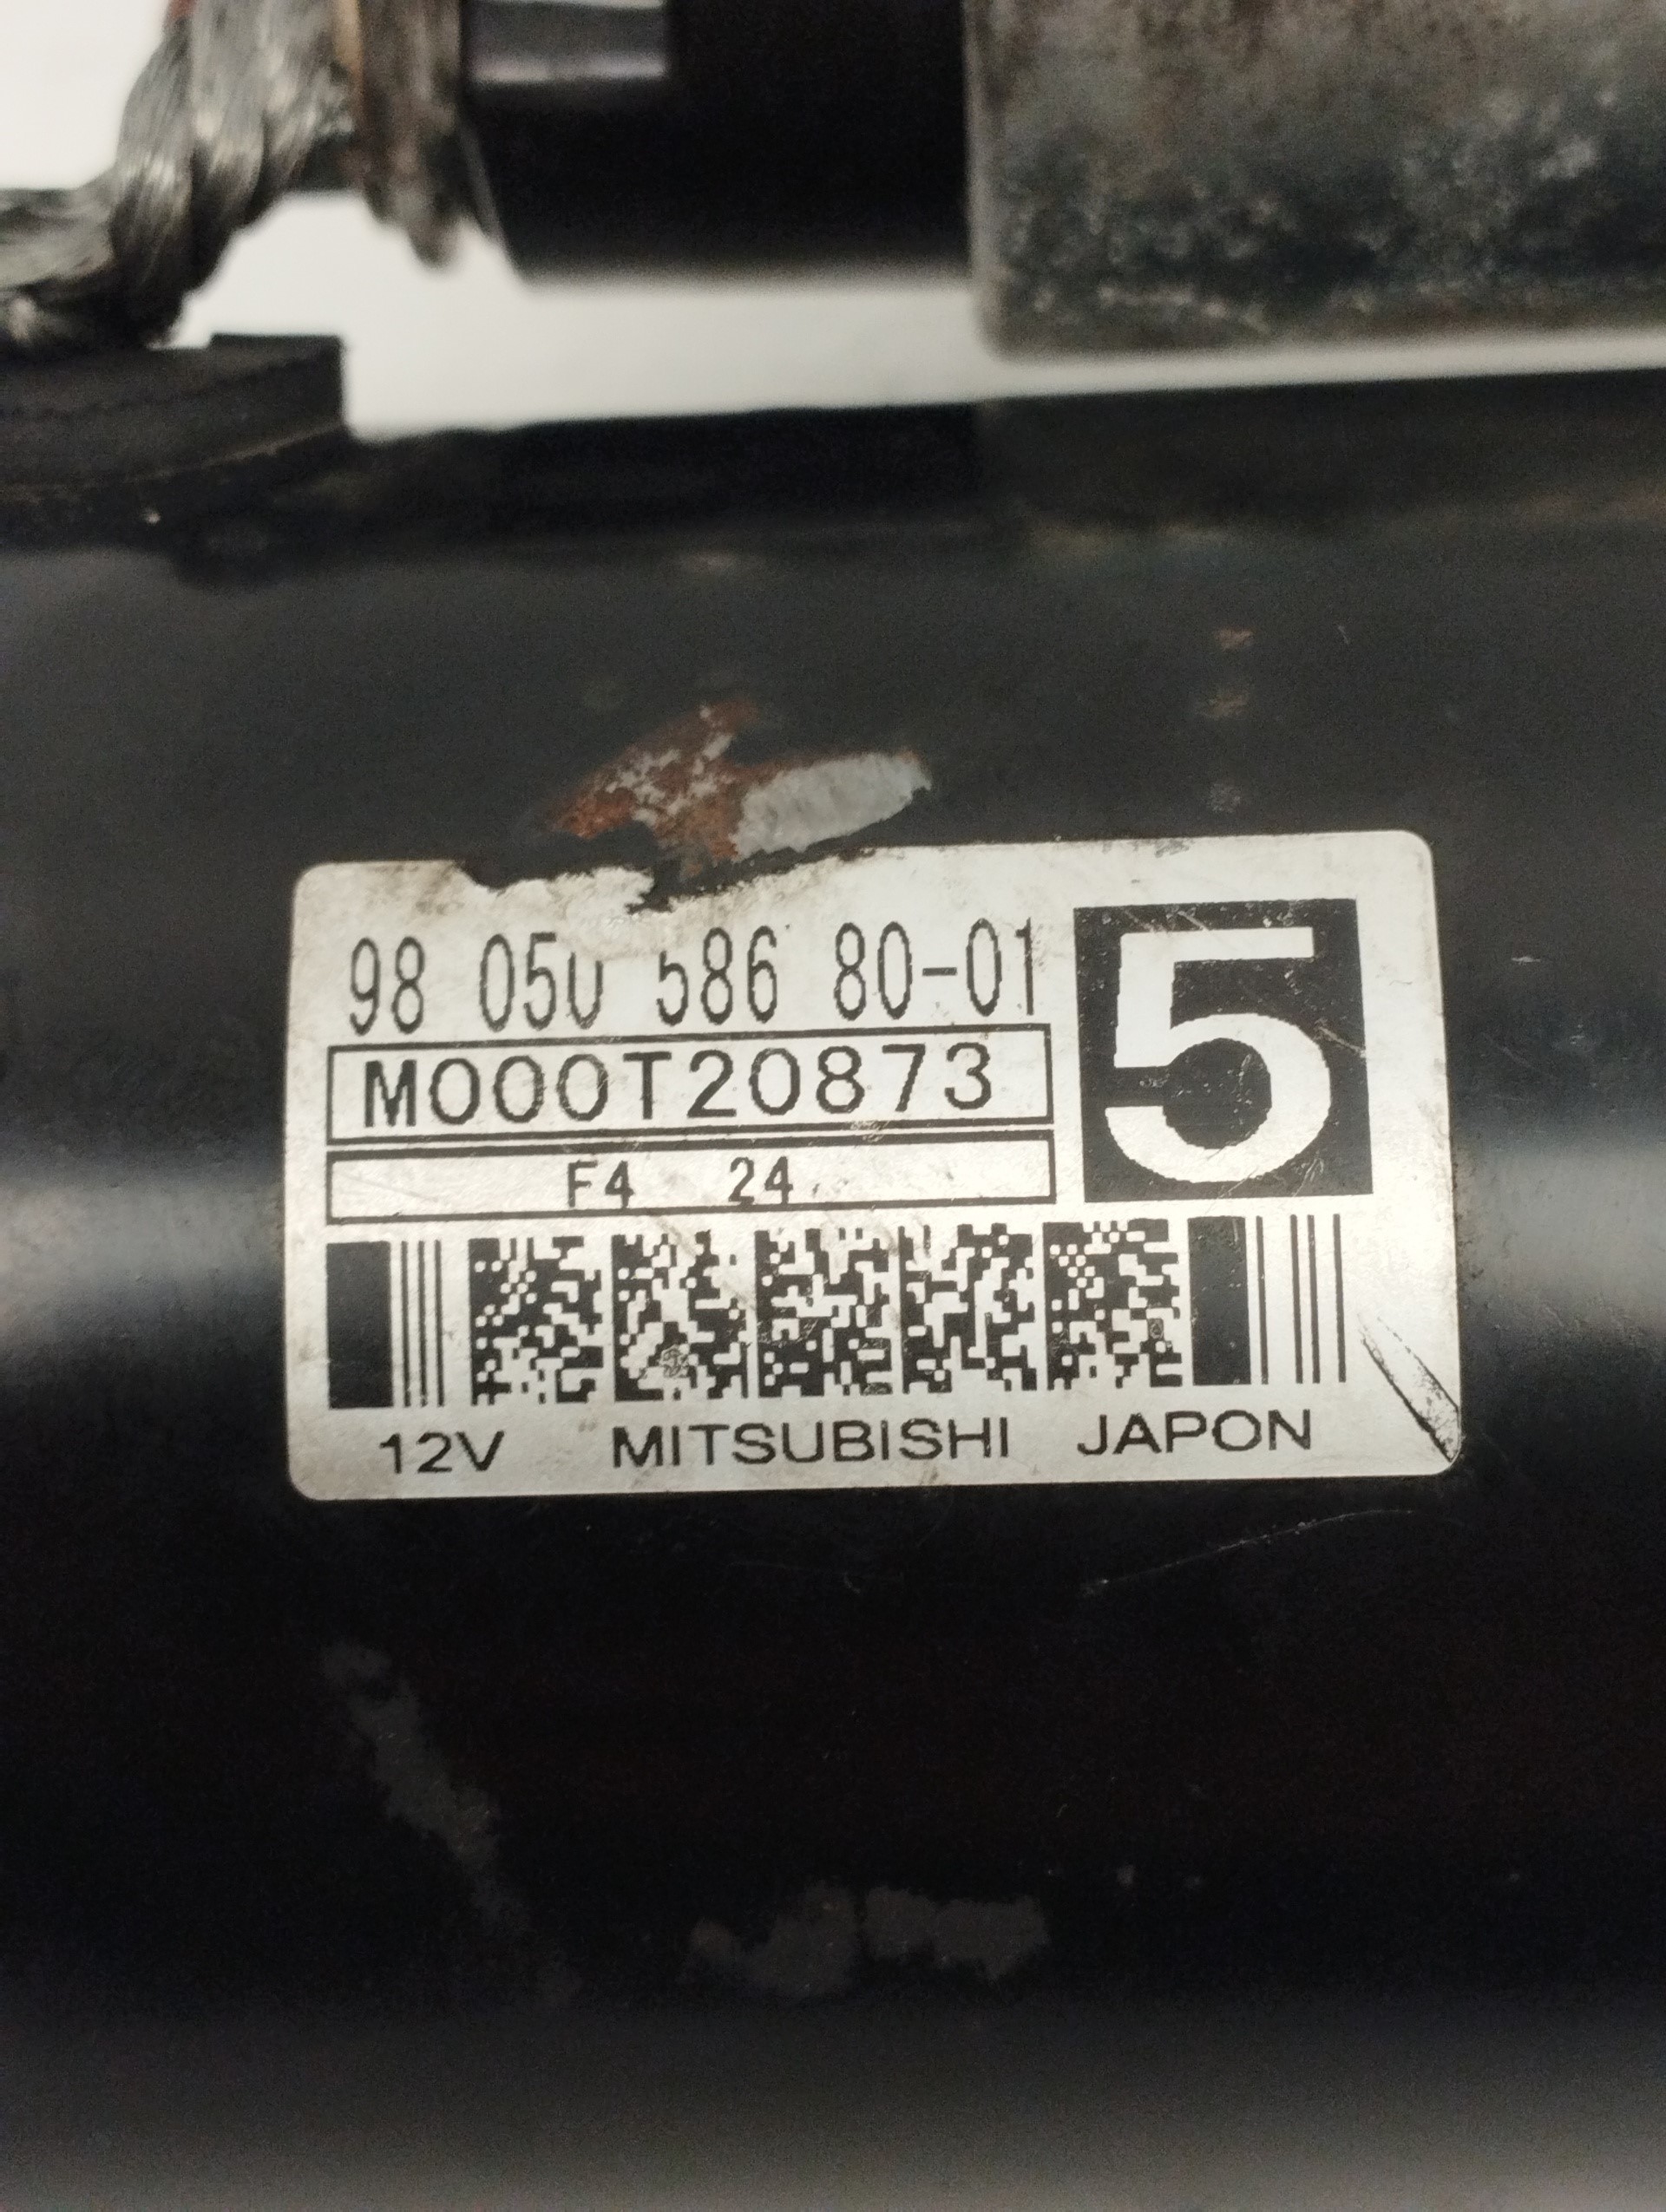 98 050 586 80-01
5
M000T20873
F4 24
12V MITSUBISHI JAPON